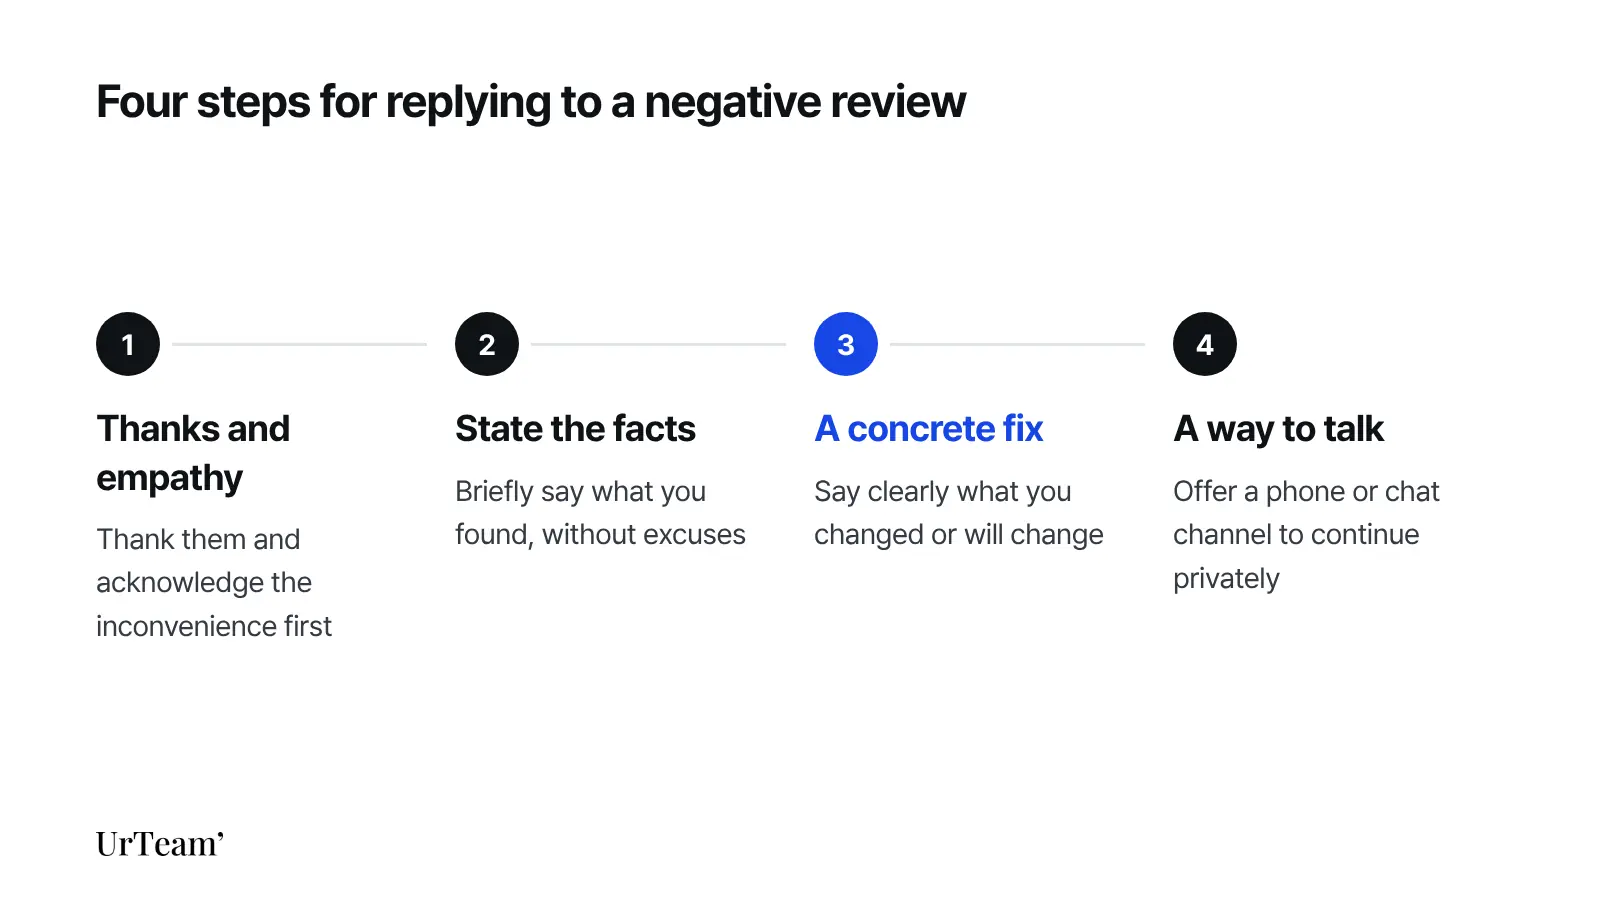 Four steps for replying to a negative review
1
Thanks and
empathy
Thank them and
acknowledge the
inconvenience first
2
State the facts
Briefly say what you
found, without excuses
3
A concrete fix
Say clearly what you
changed or will change
4
A way to talk
Offer a phone or chat
channel to continue
privately
UrTeam’